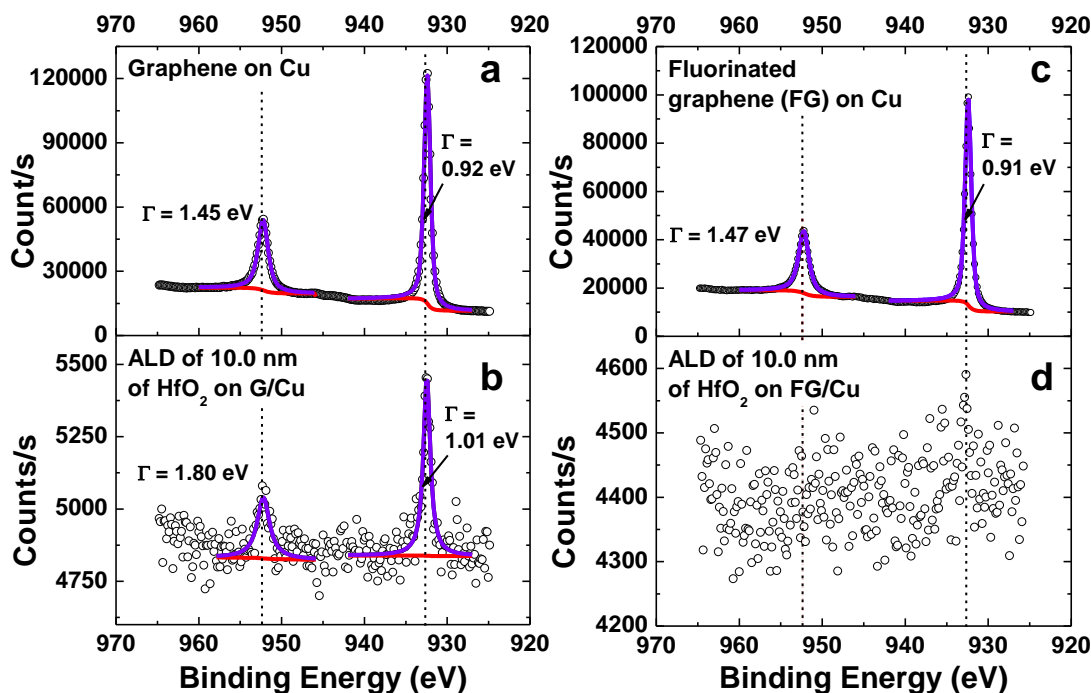 970 960 950 940 930 920
Graphene on Cu
a
Γ =
0.92 eV
Γ = 1.45 eV
120000
90000
60000
30000
0
Count/s
ALD of 10.0 nm
of HfO₂ on G/Cu
b
Γ =
1.01 eV
Γ = 1.80 eV
5500
5250
5000
4750
Counts/s
970 960 950 940 930 920
Binding Energy (eV)
970 960 950 940 930 920
Fluorinated
graphene (FG) on Cu
c
Γ =
0.91 eV
Γ = 1.47 eV
120000
100000
80000
60000
40000
20000
0
Count/s
ALD of 10.0 nm
of HfO₂ on FG/Cu
d
4600
4500
4400
4300
4200
Counts/s
970 960 950 940 930 920
Binding Energy (eV)